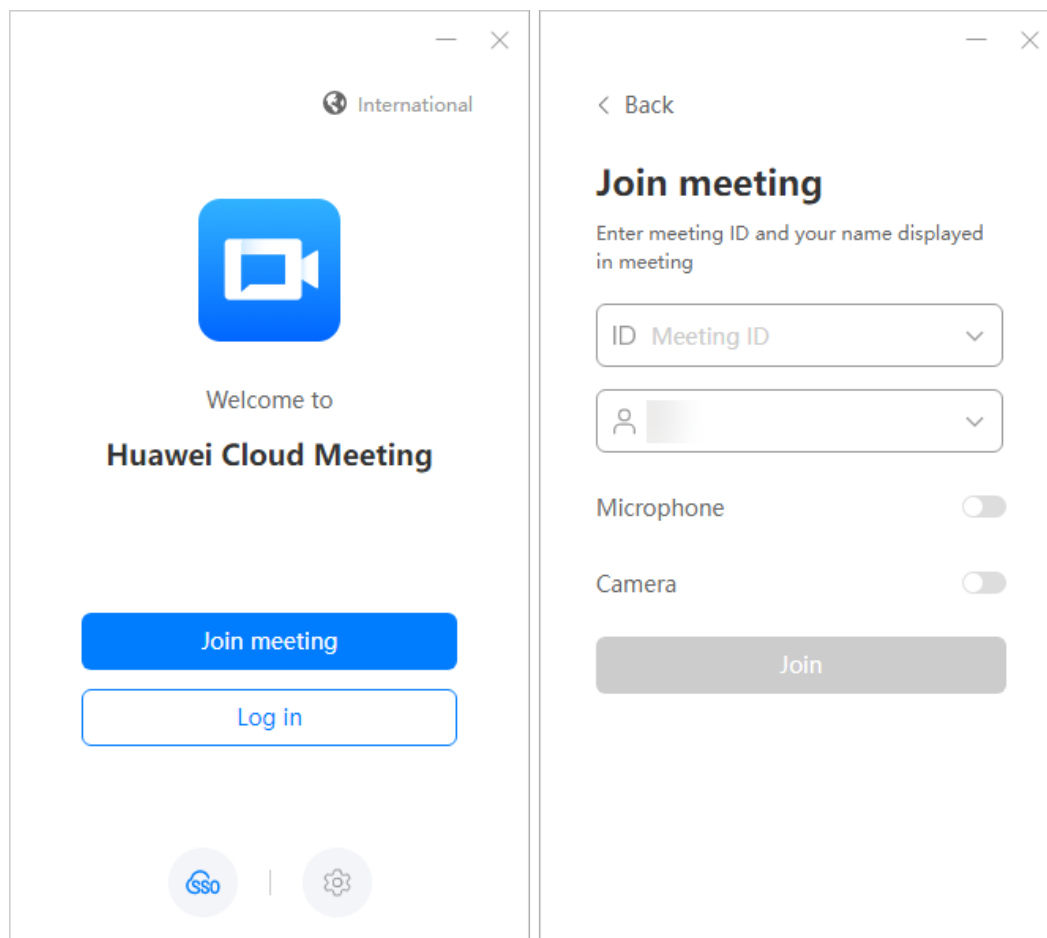 International
Welcome to
Huawei Cloud Meeting
Join meeting
Log in
SSO
Back
Join meeting
Enter meeting ID and your name displayed
in meeting
ID Meeting ID
Microphone
Camera
Join